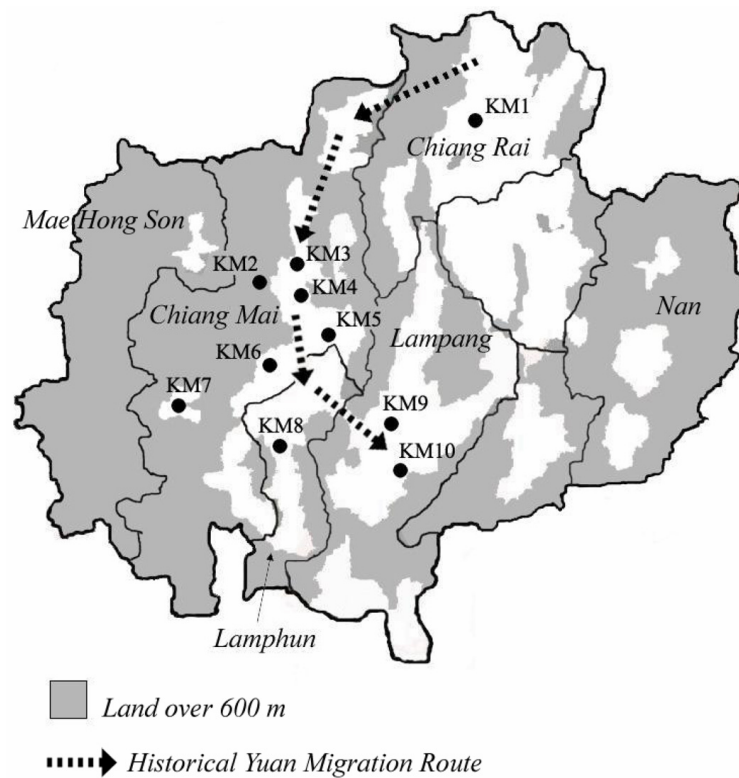 KM1
Chiang Rai
Mae Hong Son
KM3
KM2
KM4
Nan
Chiang Mai
KM5
Lampang
KM6
KM7
KM9
KM8
KM10
Lamphun
Land over 600 m
Historical Yuan Migration Route